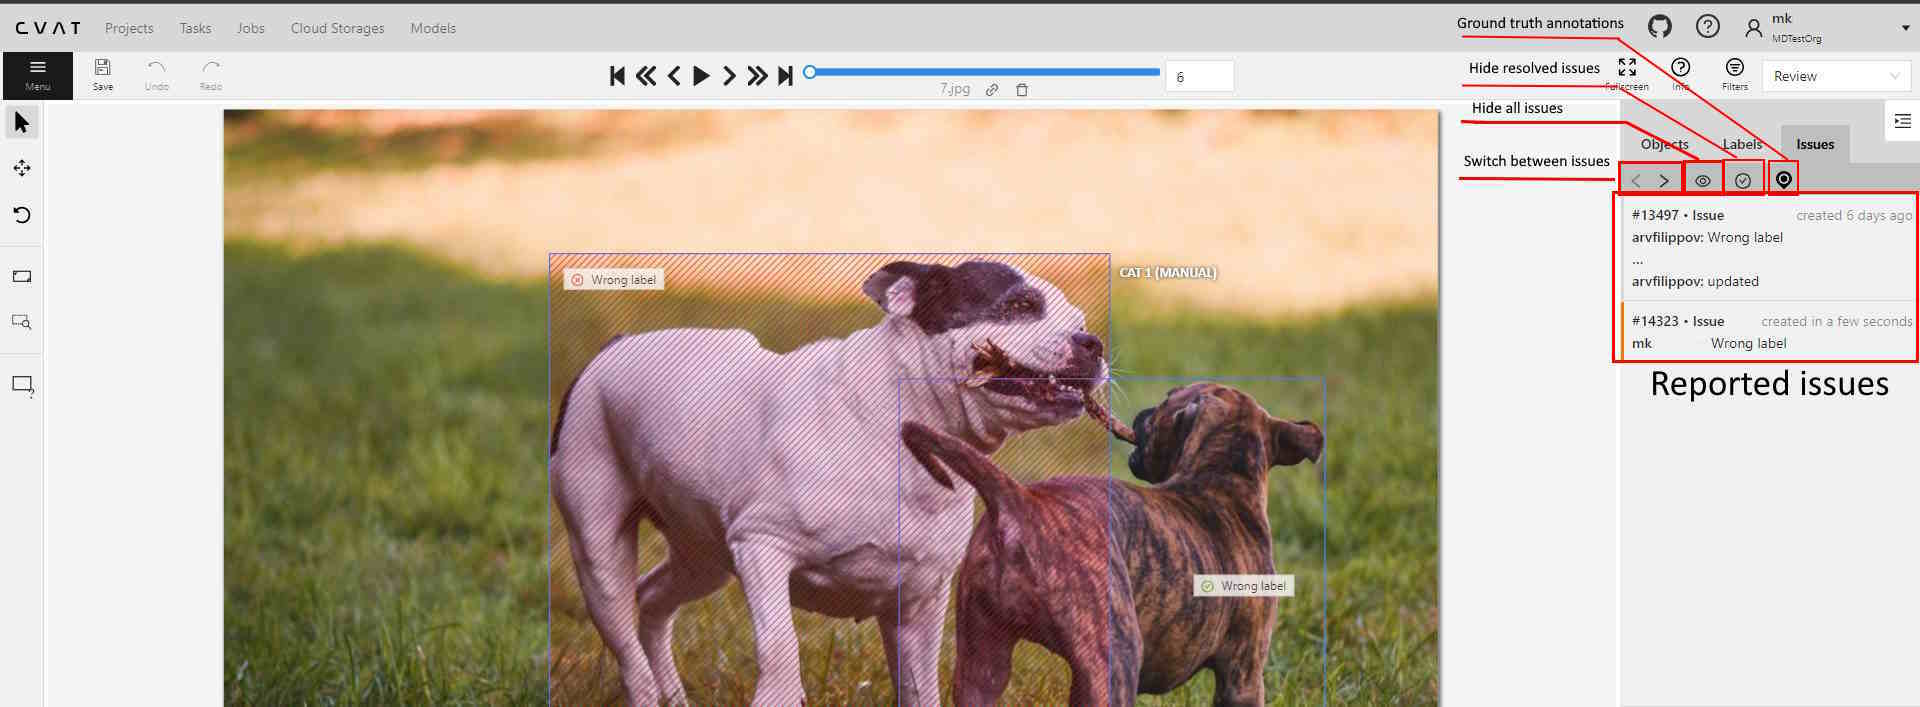 CVAT Projects Tasks Jobs Cloud Storages Models
Ground truth annotations
mk
MDTestOrg
Menu Save Undo Redo
7.jpg
6
Hide resolved issues
Fullscreen Info Filters
Review
Hide all issues
Objects Labels Issues
Switch between issues
#13497 • Issue created 6 days ago
arvfilippov: Wrong label
...
arvfilippov: updated
#14323 • Issue created in a few seconds
mk Wrong label
Reported issues
Wrong label
CAT 1 (MANUAL)
Wrong label